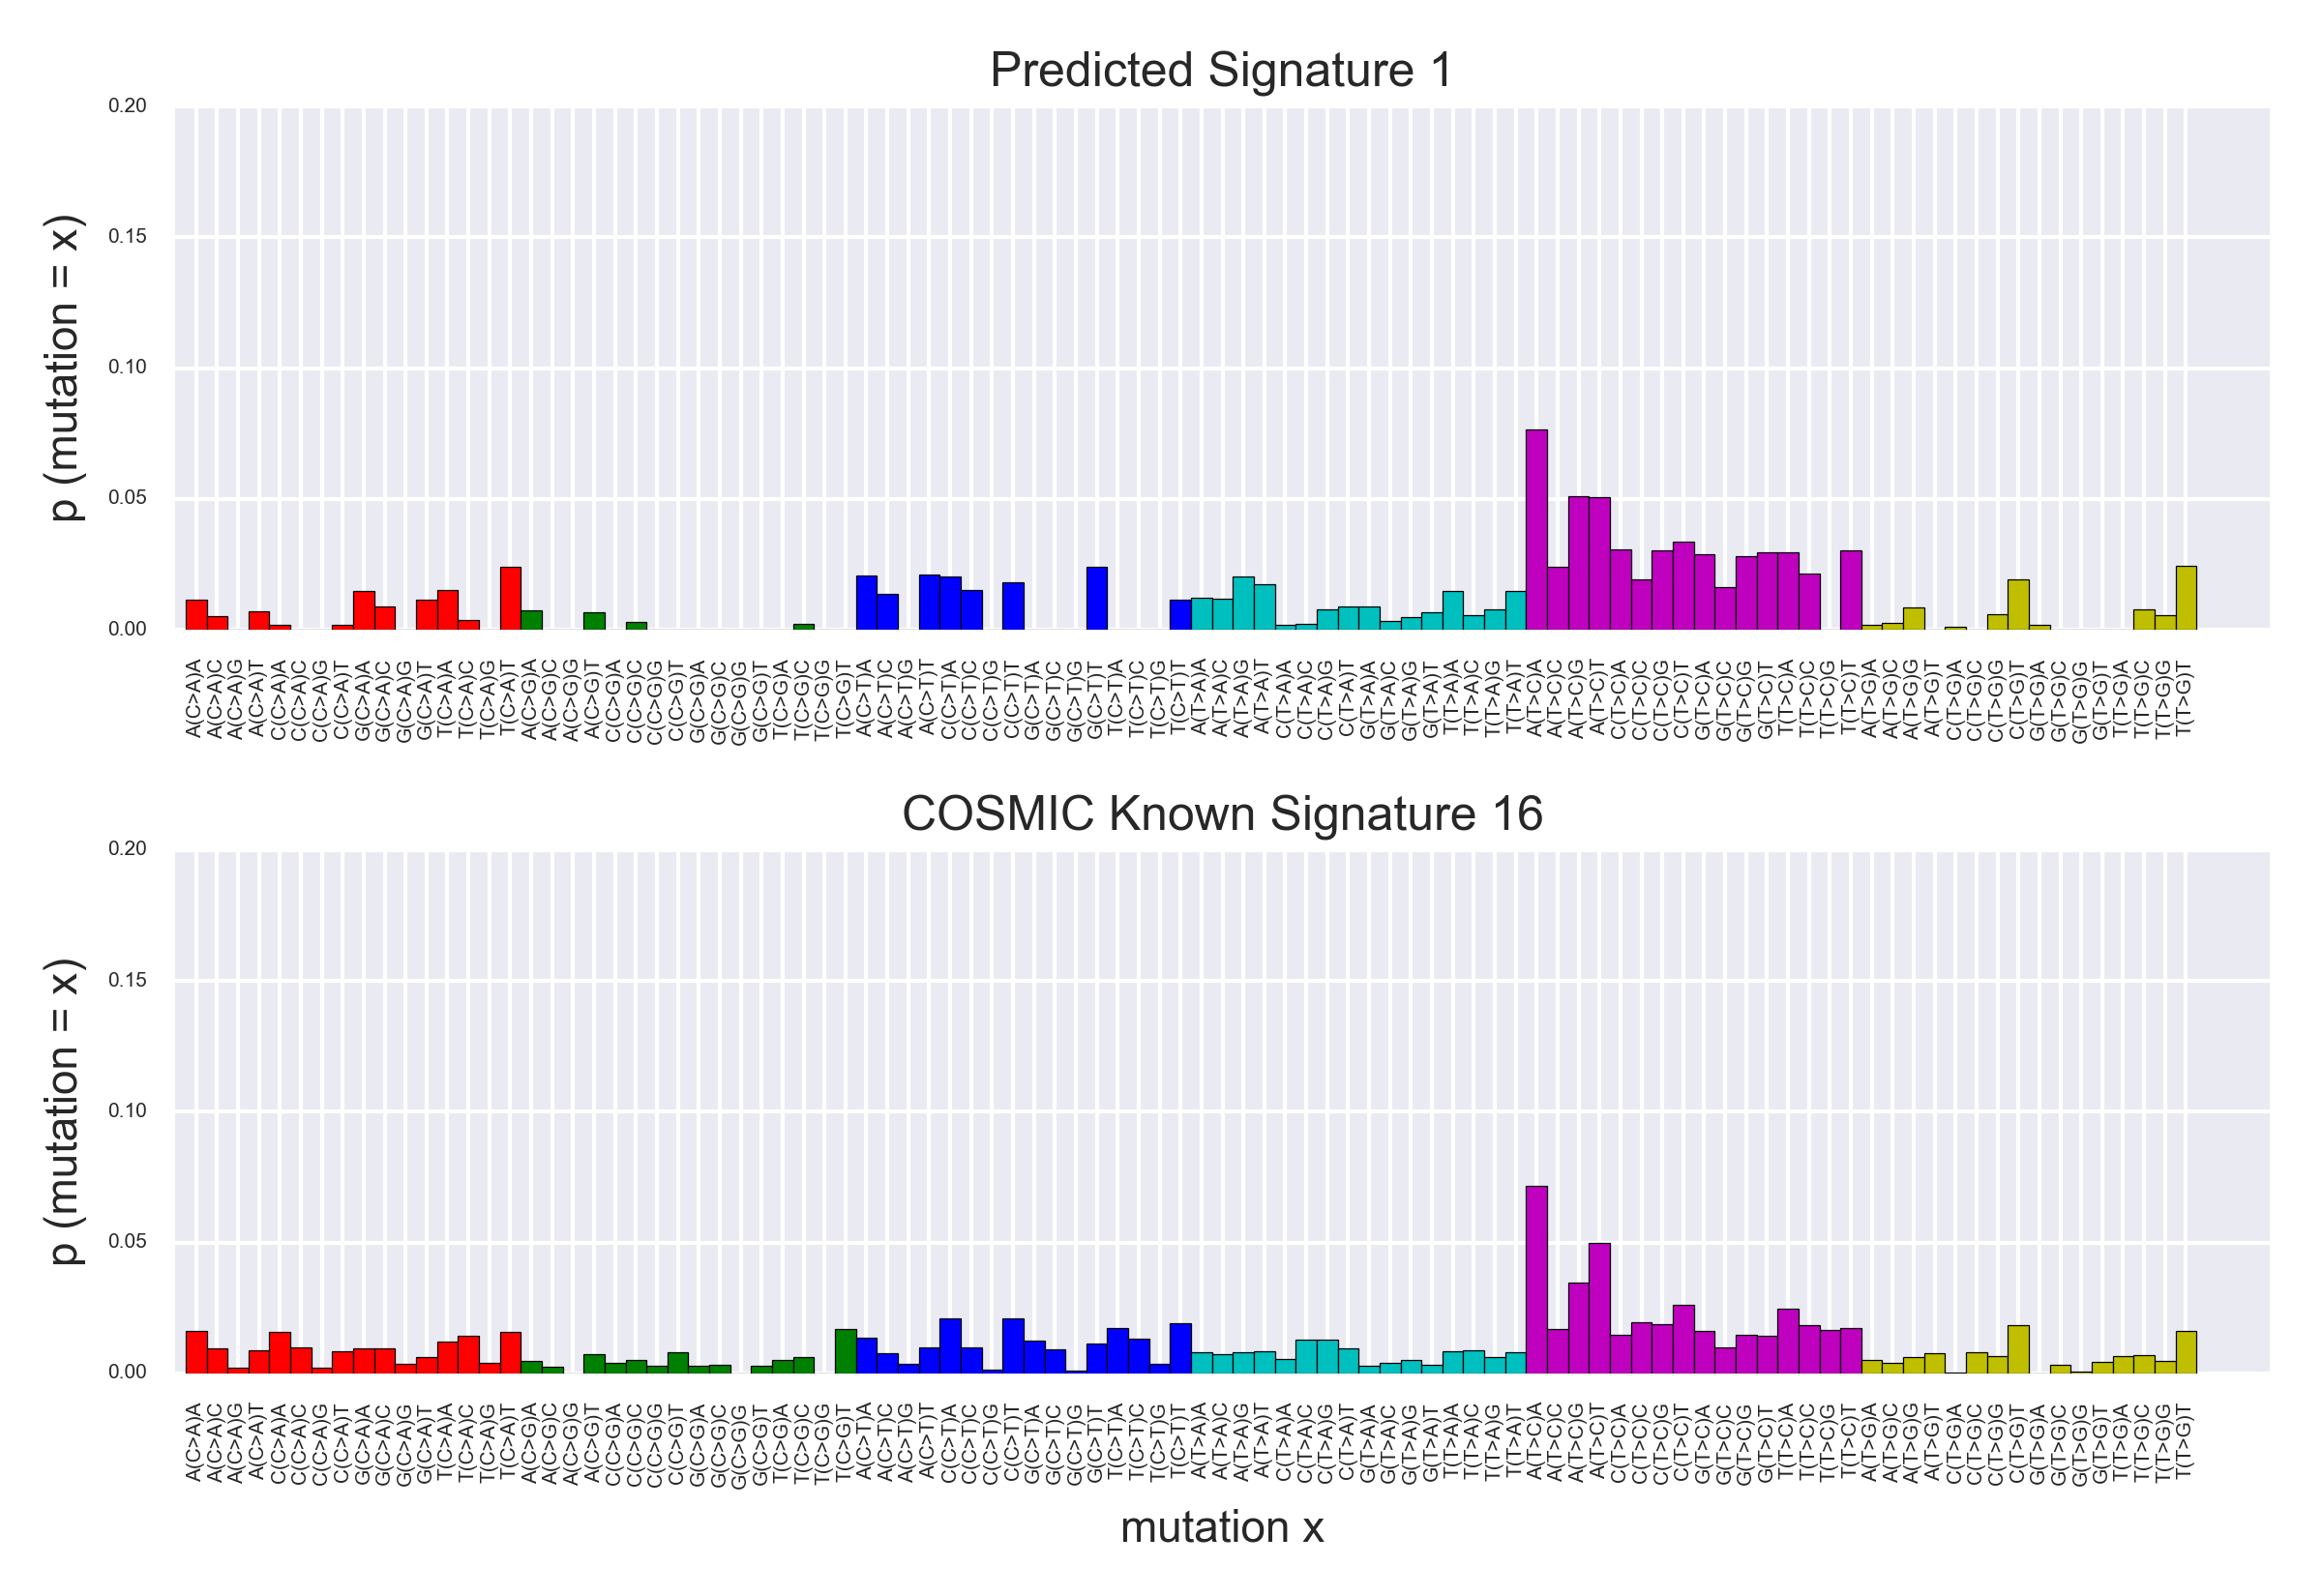 Predicted Signature 1
p (mutation = x)
0.20
0.15
0.10
0.05
0.00
A(C>A)A A(C>A)C A(C>A)G A(C>A)T C(C>A)A C(C>A)C C(C>A)G C(C>A)T G(C>A)A G(C>A)C G(C>A)G G(C>A)T T(C>A)A T(C>A)C T(C>A)G T(C>A)T A(C>G)A A(C>G)C A(C>G)G A(C>G)T C(C>G)A C(C>G)C C(C>G)G C(C>G)T G(C>G)A G(C>G)C G(C>G)G G(C>G)T T(C>G)A T(C>G)C T(C>G)G T(C>G)T A(C>T)A A(C>T)C A(C>T)G A(C>T)T C(C>T)A C(C>T)C C(C>T)G C(C>T)T G(C>T)A G(C>T)C G(C>T)G G(C>T)T T(C>T)A T(C>T)C T(C>T)G T(C>T)T A(T>A)A A(T>A)C A(T>A)G A(T>A)T C(T>A)A C(T>A)C C(T>A)G C(T>A)T G(T>A)A G(T>A)C G(T>A)G G(T>A)T T(T>A)A T(T>A)C T(T>A)G T(T>A)T A(T>C)A A(T>C)C A(T>C)G A(T>C)T C(T>C)A C(T>C)C C(T>C)G C(T>C)T G(T>C)A G(T>C)C G(T>C)G G(T>C)T T(T>C)A T(T>C)C T(T>C)G T(T>C)T A(T>G)A A(T>G)C A(T>G)G A(T>G)T C(T>G)A C(T>G)C C(T>G)G C(T>G)T G(T>G)A G(T>G)C G(T>G)G G(T>G)T T(T>G)A T(T>G)C T(T>G)G T(T>G)T
COSMIC Known Signature 16
p (mutation = x)
0.20
0.15
0.10
0.05
0.00
A(C>A)A A(C>A)C A(C>A)G A(C>A)T C(C>A)A C(C>A)C C(C>A)G C(C>A)T G(C>A)A G(C>A)C G(C>A)G G(C>A)T T(C>A)A T(C>A)C T(C>A)G T(C>A)T A(C>G)A A(C>G)C A(C>G)G A(C>G)T C(C>G)A C(C>G)C C(C>G)G C(C>G)T G(C>G)A G(C>G)C G(C>G)G G(C>G)T T(C>G)A T(C>G)C T(C>G)G T(C>G)T A(C>T)A A(C>T)C A(C>T)G A(C>T)T C(C>T)A C(C>T)C C(C>T)G C(C>T)T G(C>T)A G(C>T)C G(C>T)G G(C>T)T T(C>T)A T(C>T)C T(C>T)G T(C>T)T A(T>A)A A(T>A)C A(T>A)G A(T>A)T C(T>A)A C(T>A)C C(T>A)G C(T>A)T G(T>A)A G(T>A)C G(T>A)G G(T>A)T T(T>A)A T(T>A)C T(T>A)G T(T>A)T A(T>C)A A(T>C)C A(T>C)G A(T>C)T C(T>C)A C(T>C)C C(T>C)G C(T>C)T G(T>C)A G(T>C)C G(T>C)G G(T>C)T T(T>C)A T(T>C)C T(T>C)G T(T>C)T A(T>G)A A(T>G)C A(T>G)G A(T>G)T C(T>G)A C(T>G)C C(T>G)G C(T>G)T G(T>G)A G(T>G)C G(T>G)G G(T>G)T T(T>G)A T(T>G)C T(T>G)G T(T>G)T
mutation x